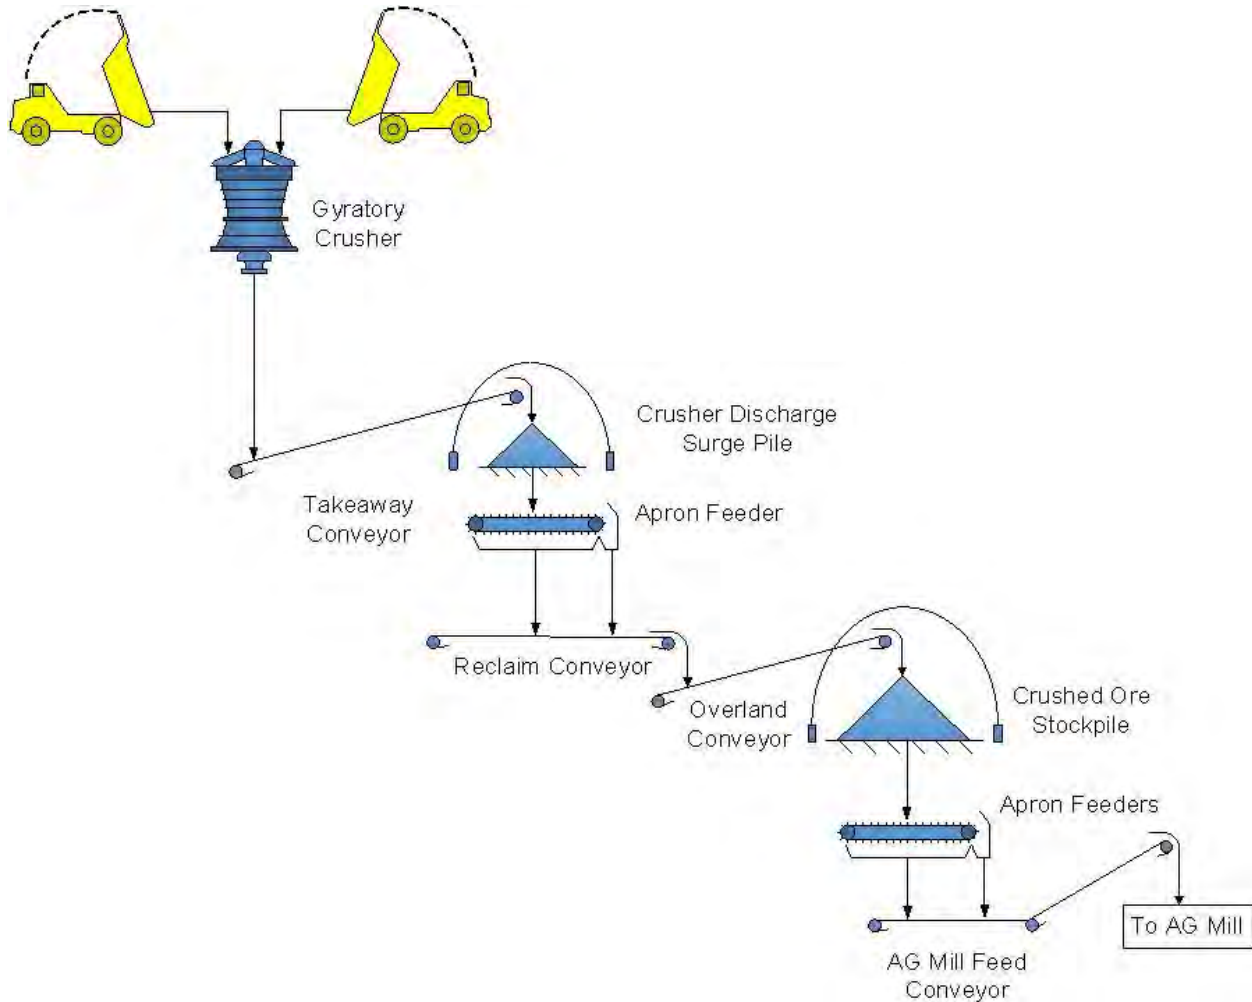 Gyratory
Crusher
Crusher Discharge
Surge Pile
Takeaway
Conveyor
Apron Feeder
Reclaim Conveyor
Overland
Conveyor
Crushed Ore
Stockpile
Apron Feeders
To AG Mill
AG Mill Feed
Conveyor